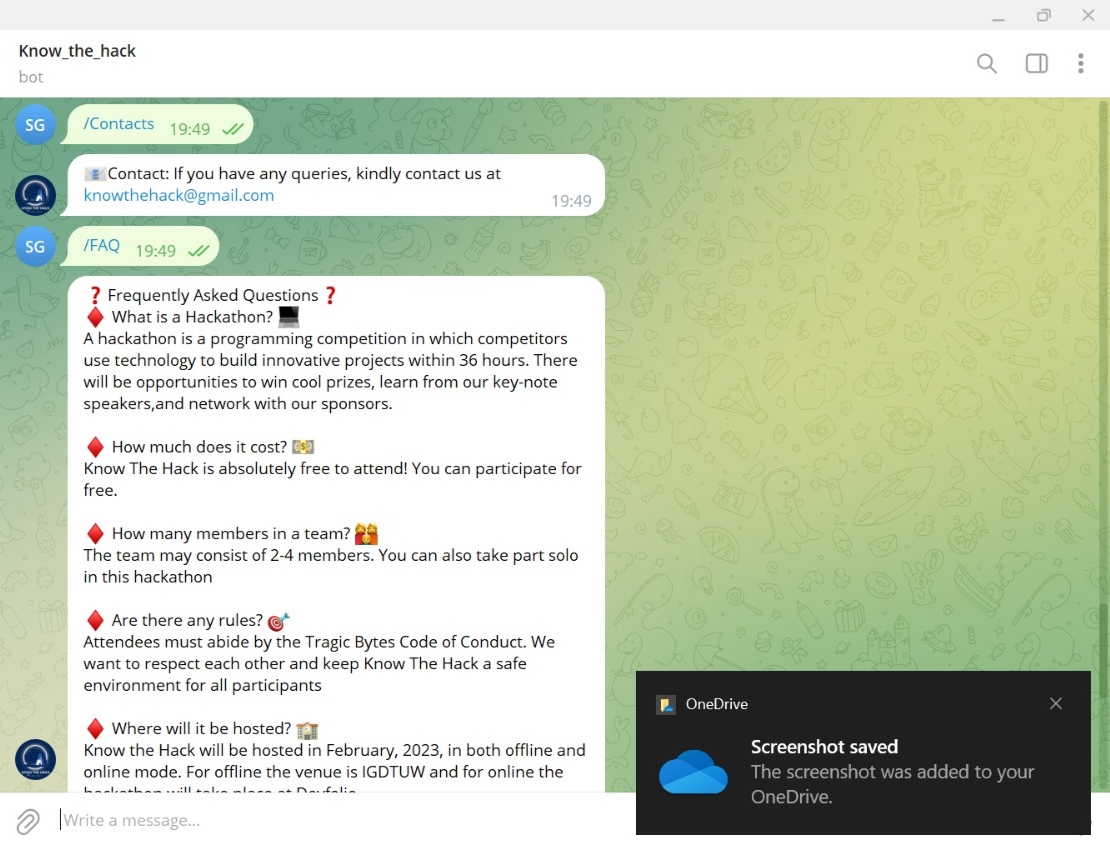 Know_the_hack
bot
SG
/Contacts 19:49
📧Contact: If you have any queries, kindly contact us at
knowthehack@gmail.com
19:49
SG
/FAQ 19:49
❓ Frequently Asked Questions ❓
♦️ What is a Hackathon? 💻
A hackathon is a programming competition in which competitors
use technology to build innovative projects within 36 hours. There
will be opportunities to win cool prizes, learn from our key-note
speakers,and network with our sponsors.
♦️ How much does it cost? 💵
Know The Hack is absolutely free to attend! You can participate for
free.
♦️ How many members in a team? 👨‍👩‍👧
The team may consist of 2-4 members. You can also take part solo
in this hackathon
♦️ Are there any rules? 🎯
Attendees must abide by the Tragic Bytes Code of Conduct. We
want to respect each other and keep Know The Hack a safe
environment for all participants
♦️ Where will it be hosted? 🏫
Know the Hack will be hosted in February, 2023, in both offline and
online mode. For offline the venue is IGDTUW and for online the
hackathon will take place at Devfolio
Write a message...
OneDrive
Screenshot saved
The screenshot was added to your
OneDrive.